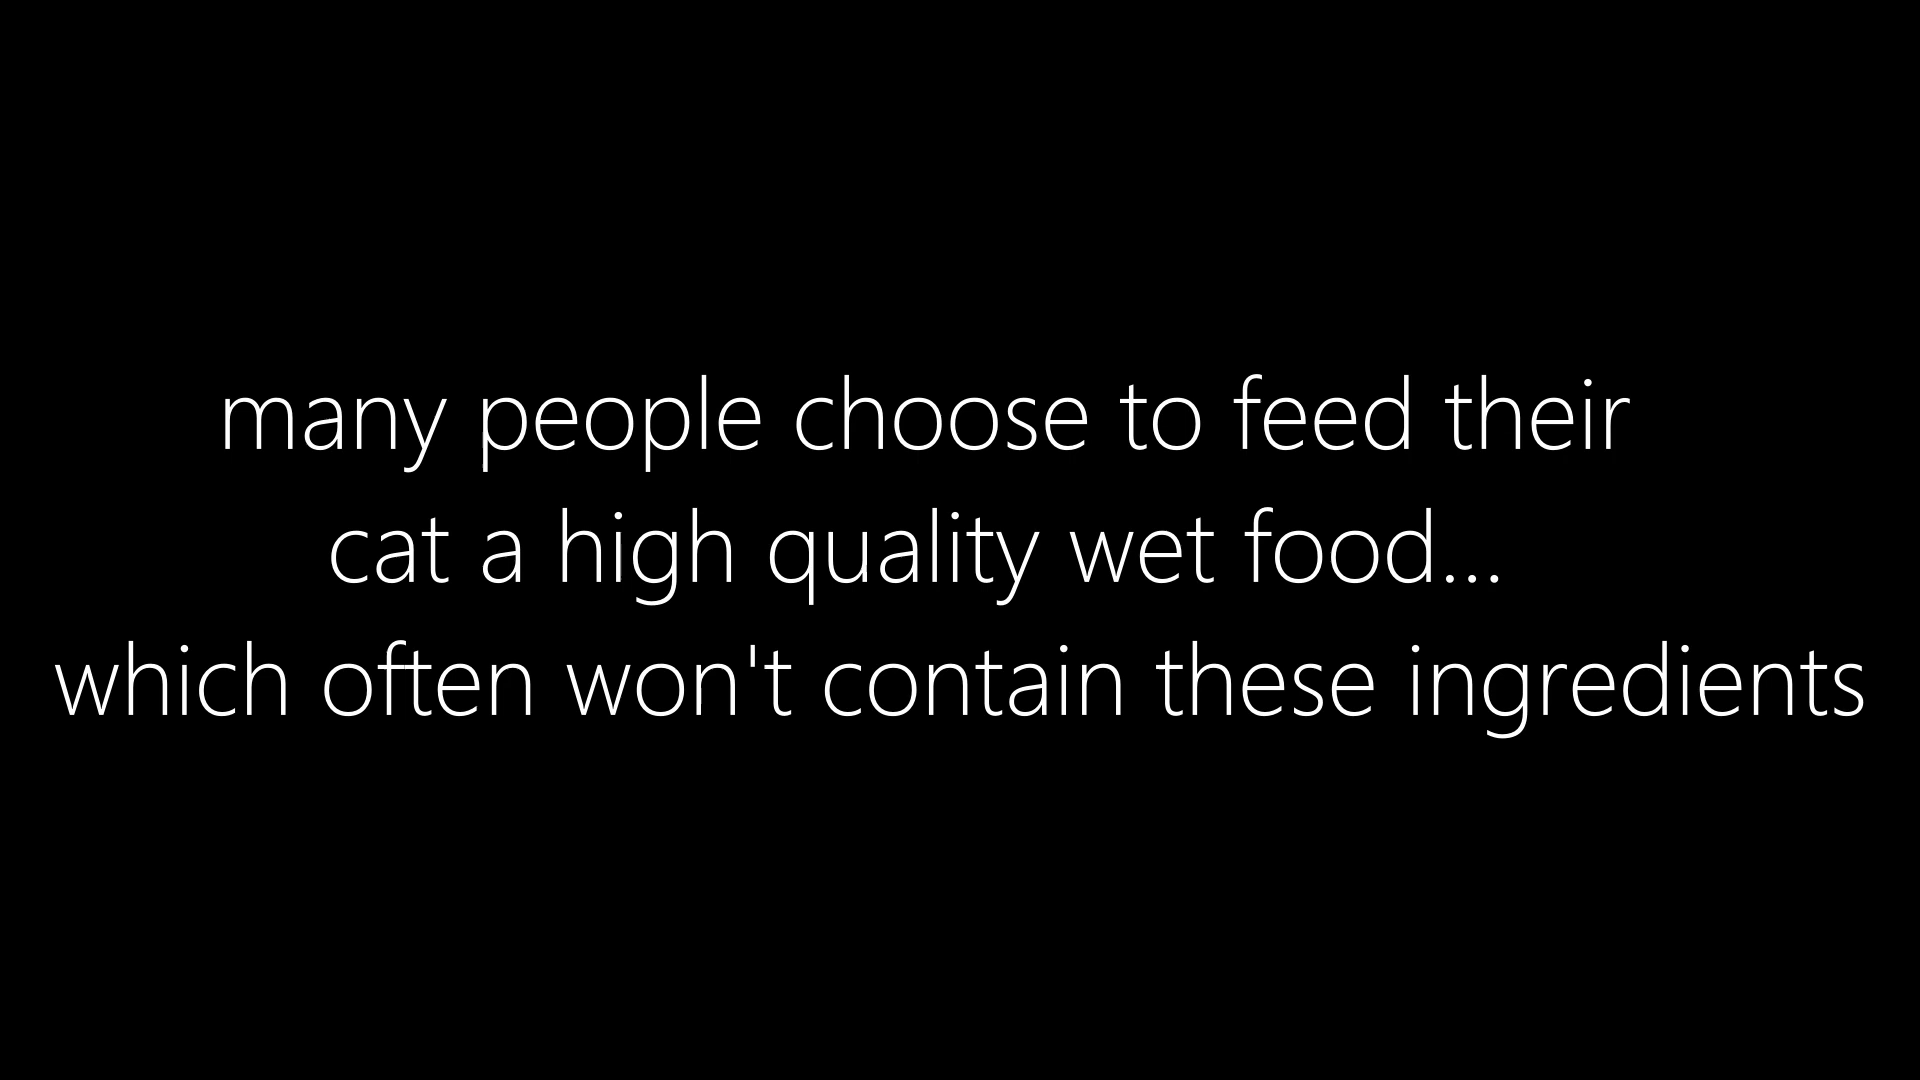 many people choose to feed their
cat a high quality wet food...
which often won't contain these ingredients